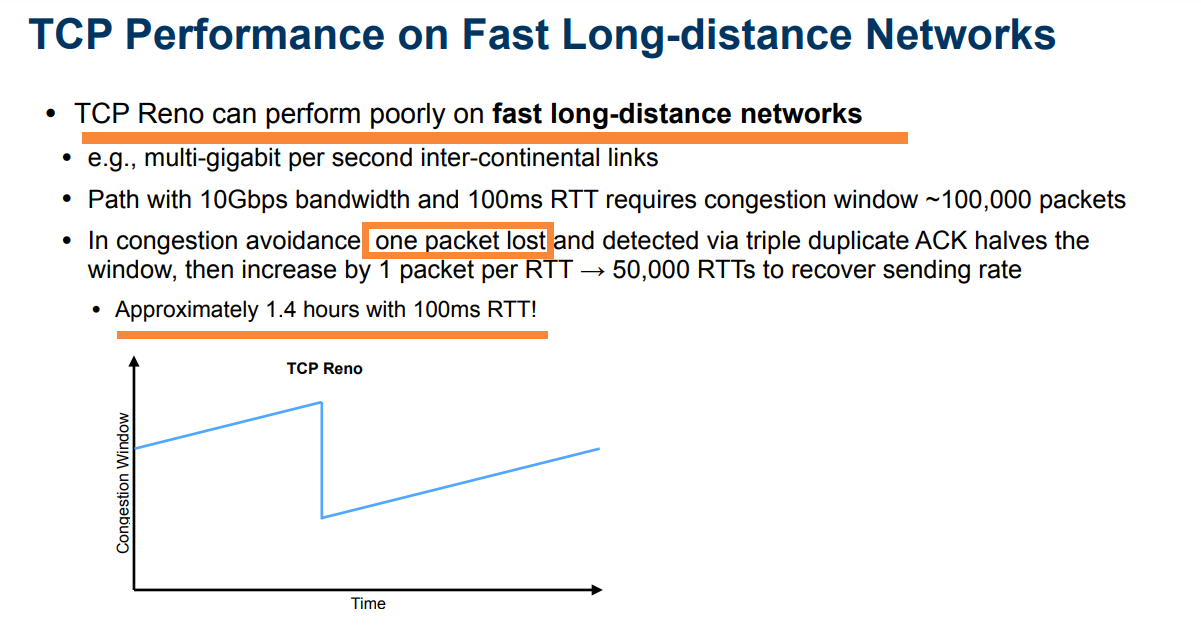 TCP Performance on Fast Long-distance Networks
• TCP Reno can perform poorly on fast long-distance networks
• e.g., multi-gigabit per second inter-continental links
• Path with 10Gbps bandwidth and 100ms RTT requires congestion window ~100,000 packets
• In congestion avoidance one packet lost and detected via triple duplicate ACK halves the
window, then increase by 1 packet per RTT → 50,000 RTTs to recover sending rate
• Approximately 1.4 hours with 100ms RTT!
TCP Reno
Congestion Window
Time